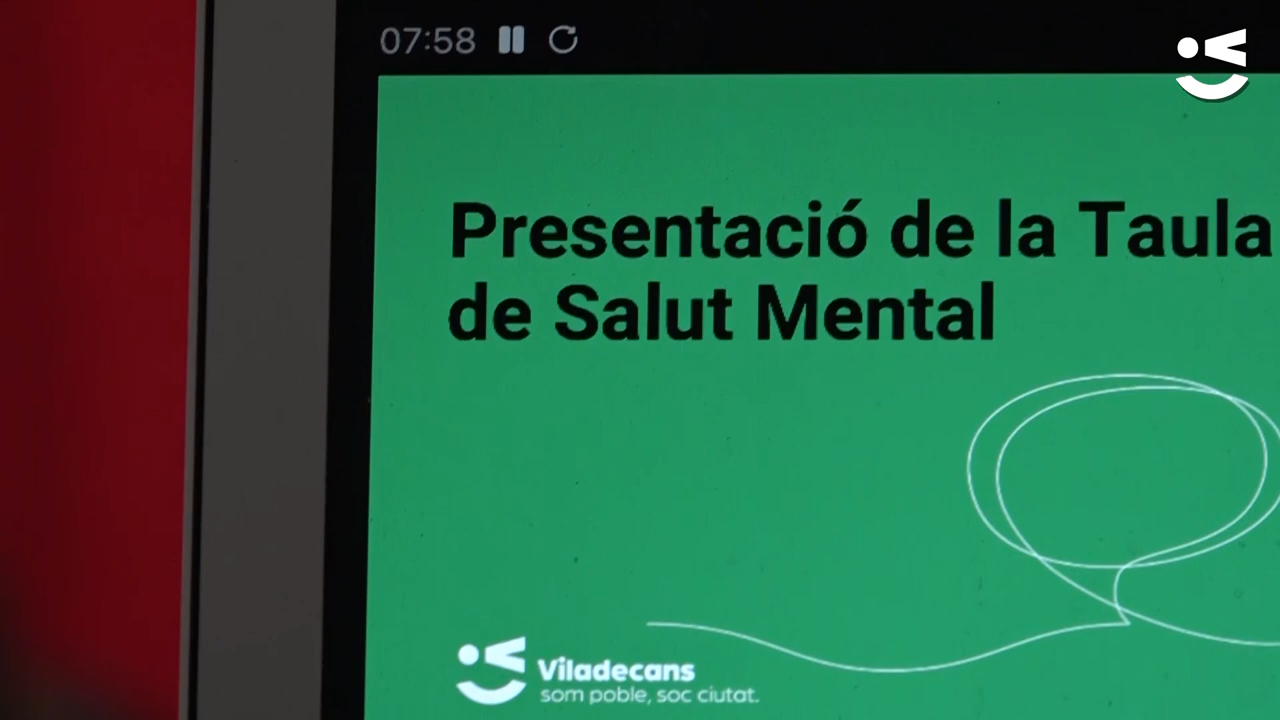 07:58
Presentació de la Taula
de Salut Mental
Viladecans
som poble, soc ciutat.